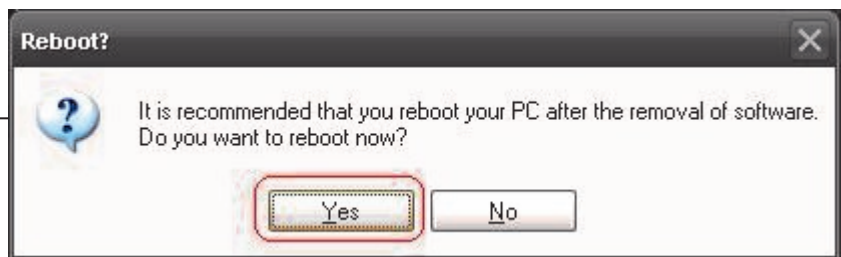 Reboot?
It is recommended that you reboot your PC after the removal of software.
Do you want to reboot now?
Yes No